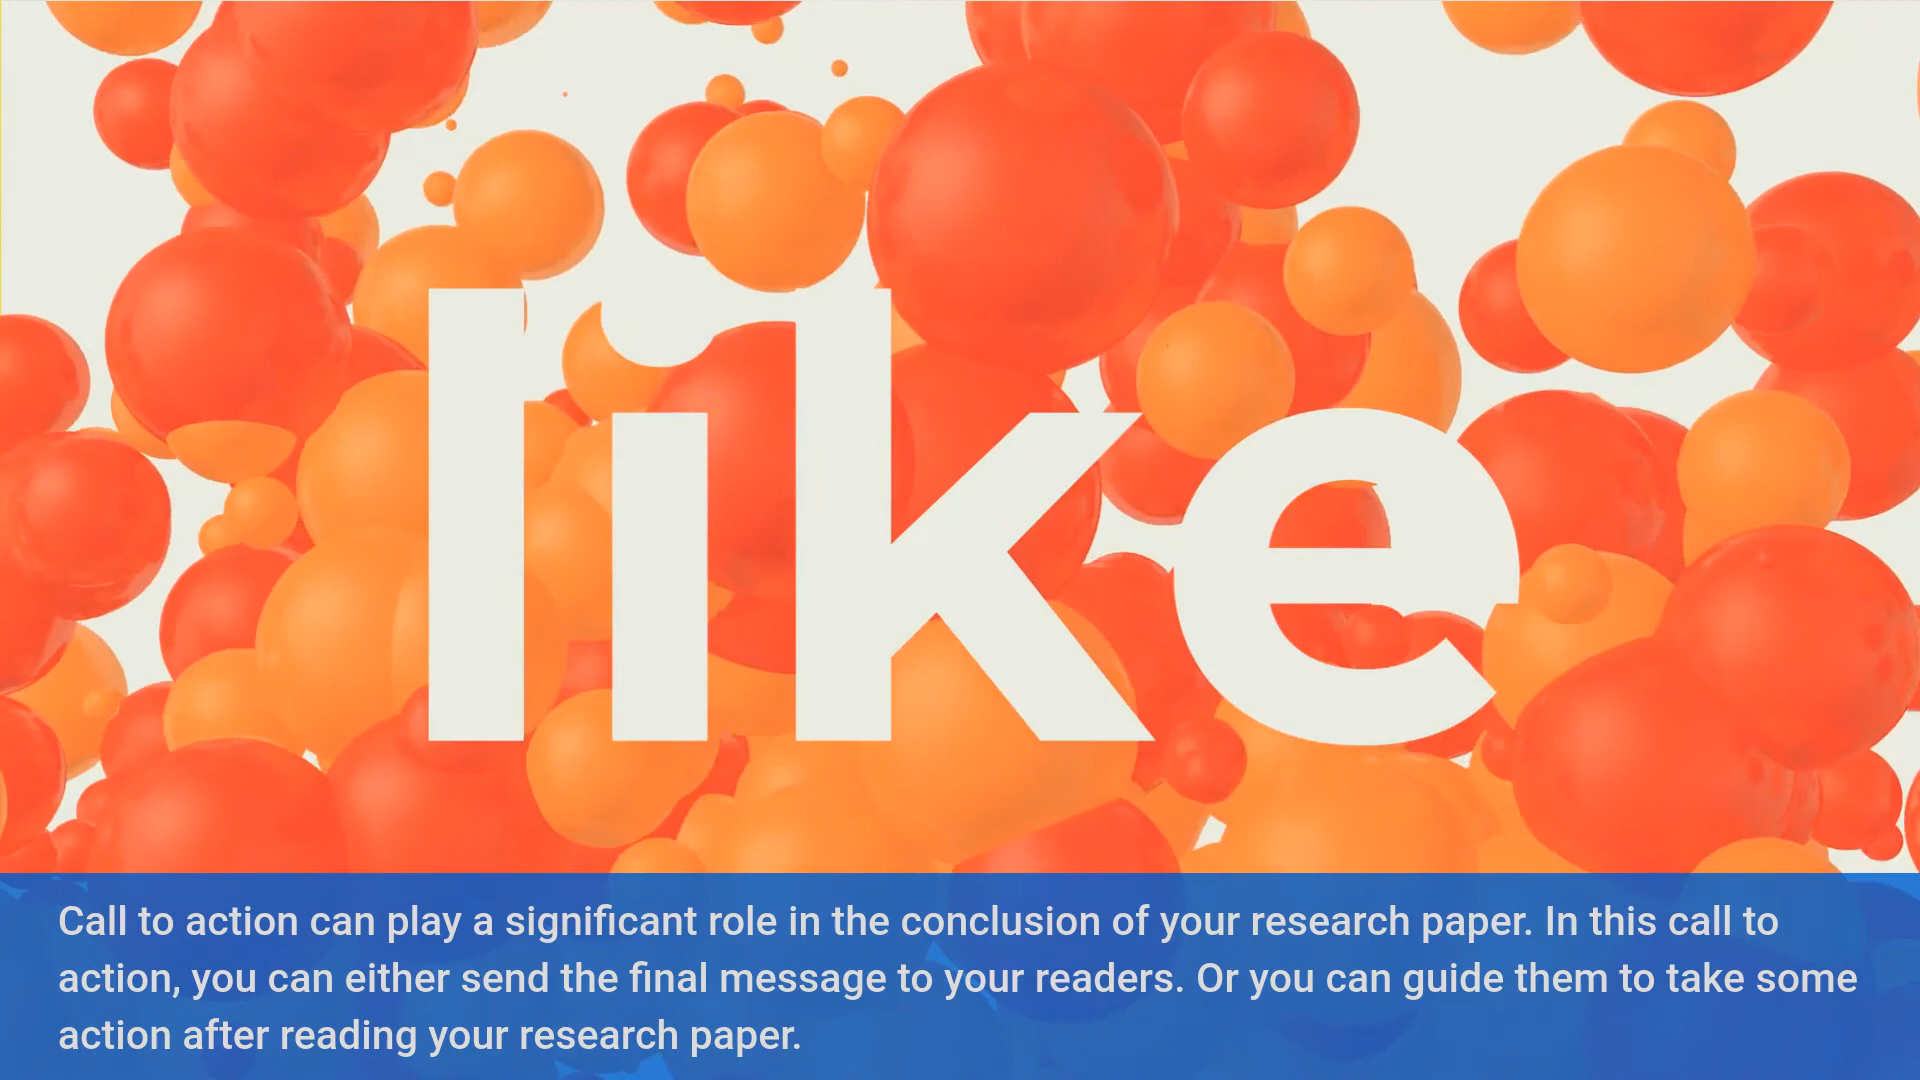 like
Call to action can play a significant role in the conclusion of your research paper. In this call to
action, you can either send the final message to your readers. Or you can guide them to take some
action after reading your research paper.